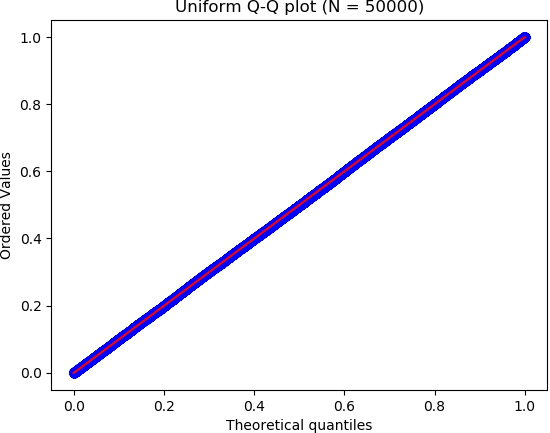 Uniform Q-Q plot (N = 50000)
1.0
0.8
0.6
0.4
0.2
0.0
Ordered Values
0.0 0.2 0.4 0.6 0.8 1.0
Theoretical quantiles